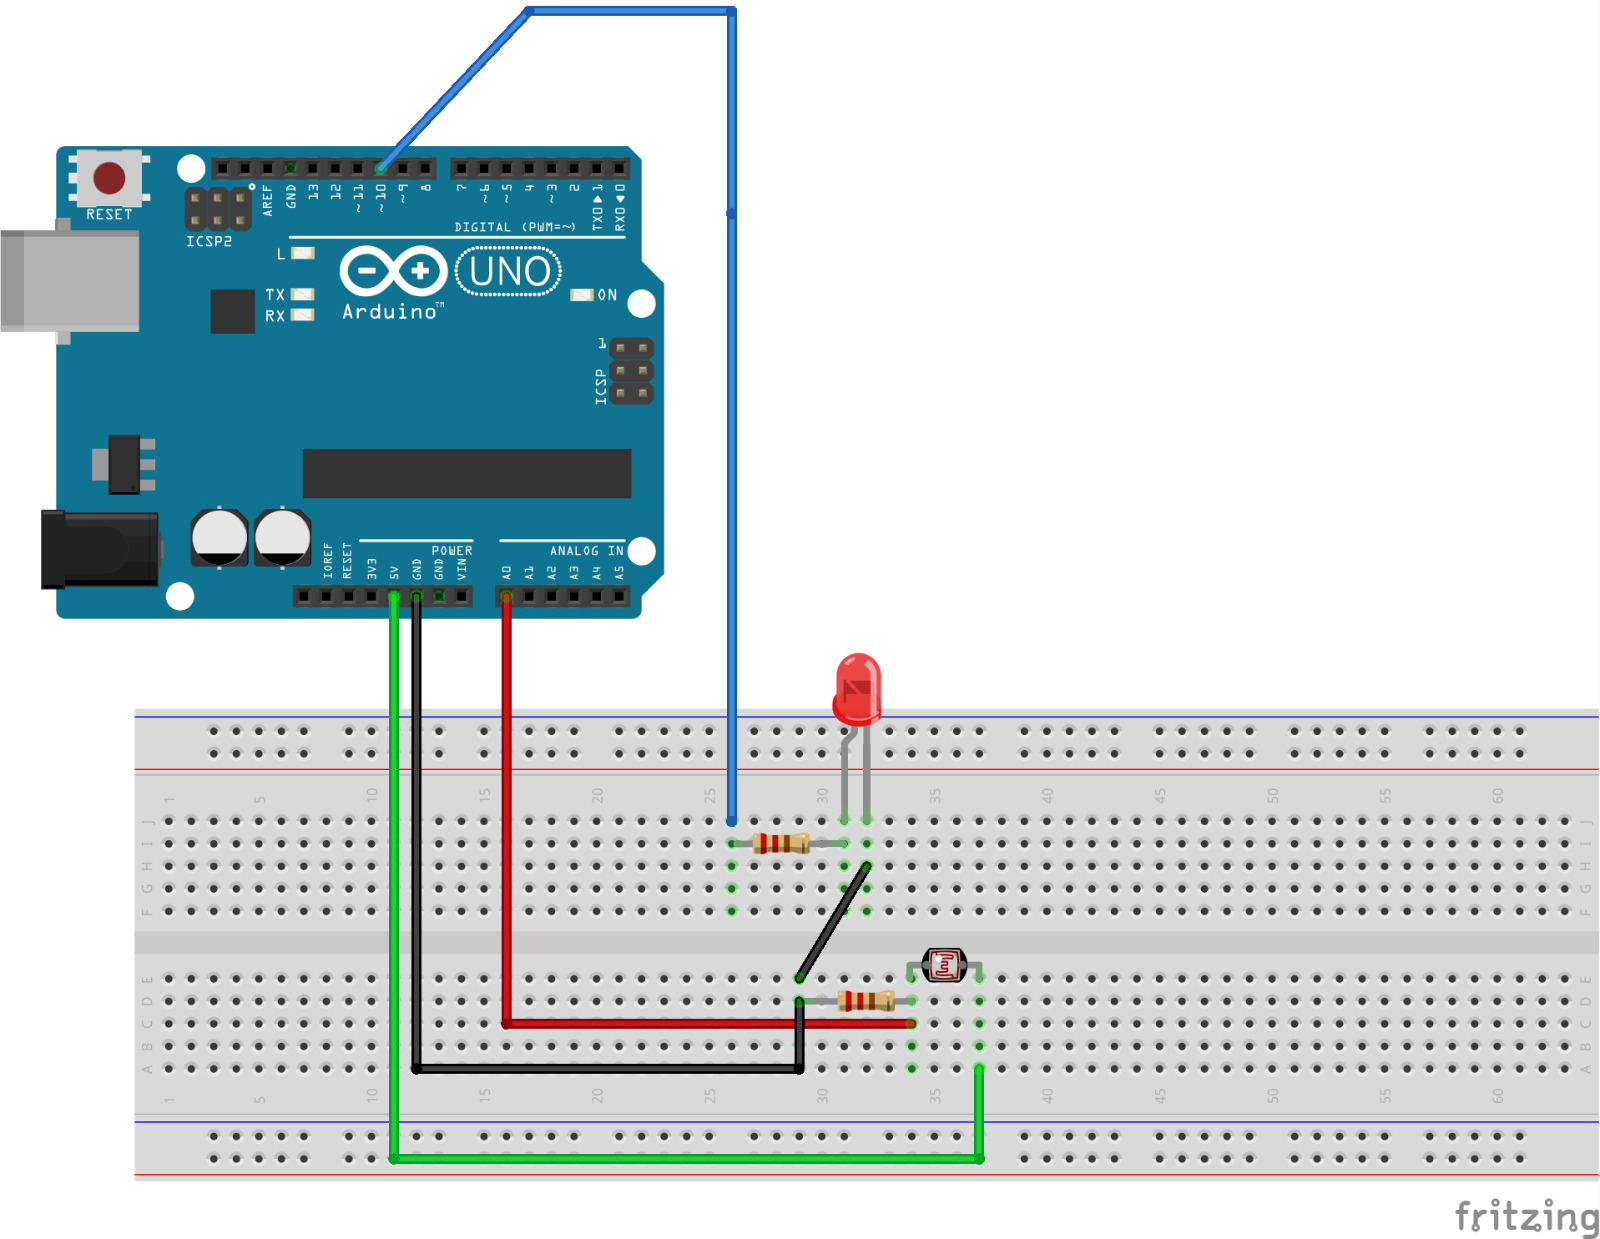 RESET
ICSP2
AREF
GND
13
12
~11
~10
~9
8
7
~6
~5
4
~3
2
TX0▶1
RX0◀0
DIGITAL (PWM=~)
L
TX
RX
UNO
Arduino™
ON
1
ICSP
POWER
ANALOG IN
IOREF
RESET
3V3
5V
GND
GND
VIN
A0
A1
A2
A3
A4
A5
1 5 10 15 20 25 30 35 40 45 50 55 60
J J
I I
H H
G G
F F
E E
D D
C C
B B
A A
1 5 10 15 20 25 30 35 40 45 50 55 60
fritzing